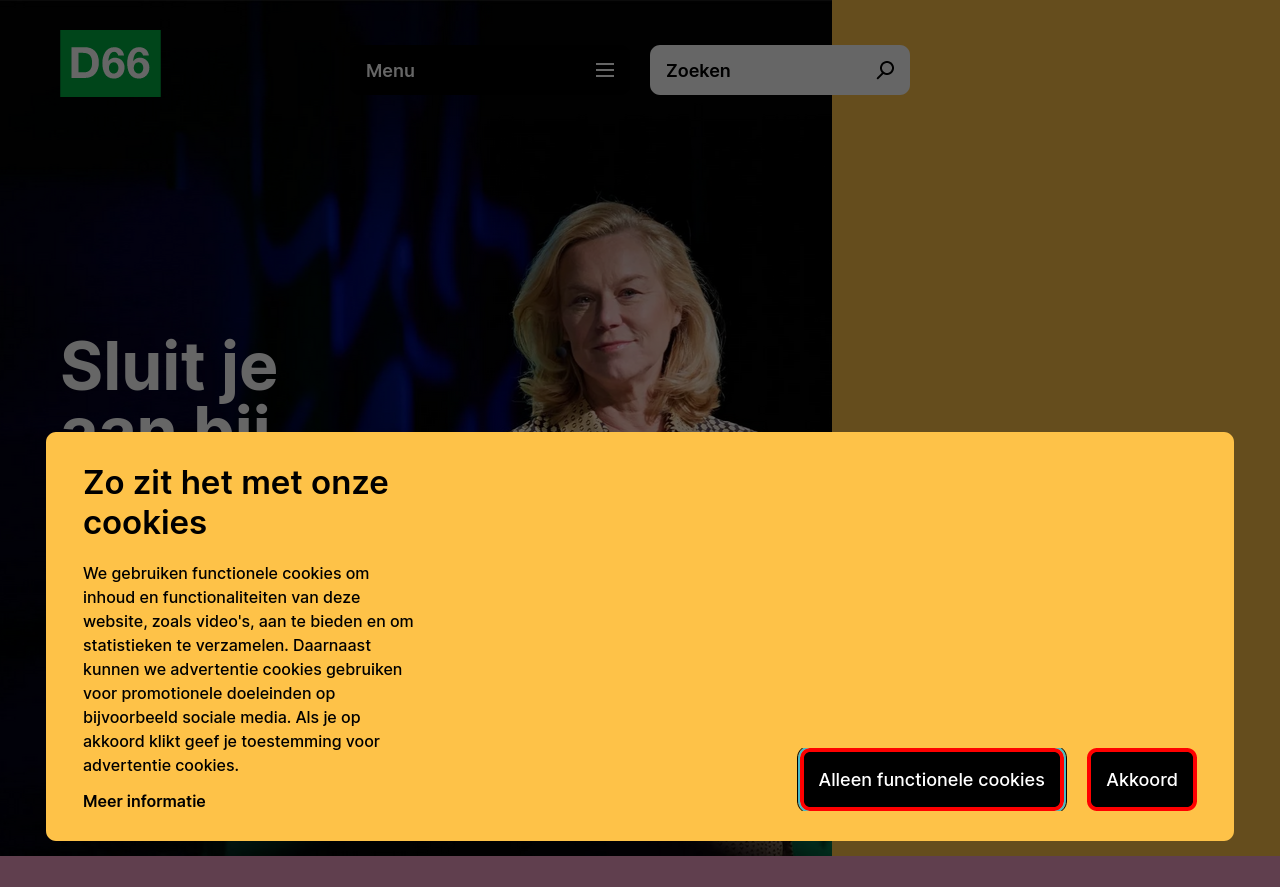 D66
Menu
Zoeken
Sluit je
aan bij
Zo zit het met onze
cookies
We gebruiken functionele cookies om
inhoud en functionaliteiten van deze
website, zoals video's, aan te bieden en om
statistieken te verzamelen. Daarnaast
kunnen we advertentie cookies gebruiken
voor promotionele doeleinden op
bijvoorbeeld sociale media. Als je op
akkoord klikt geef je toestemming voor
advertentie cookies.
Meer informatie
Alleen functionele cookies
Akkoord